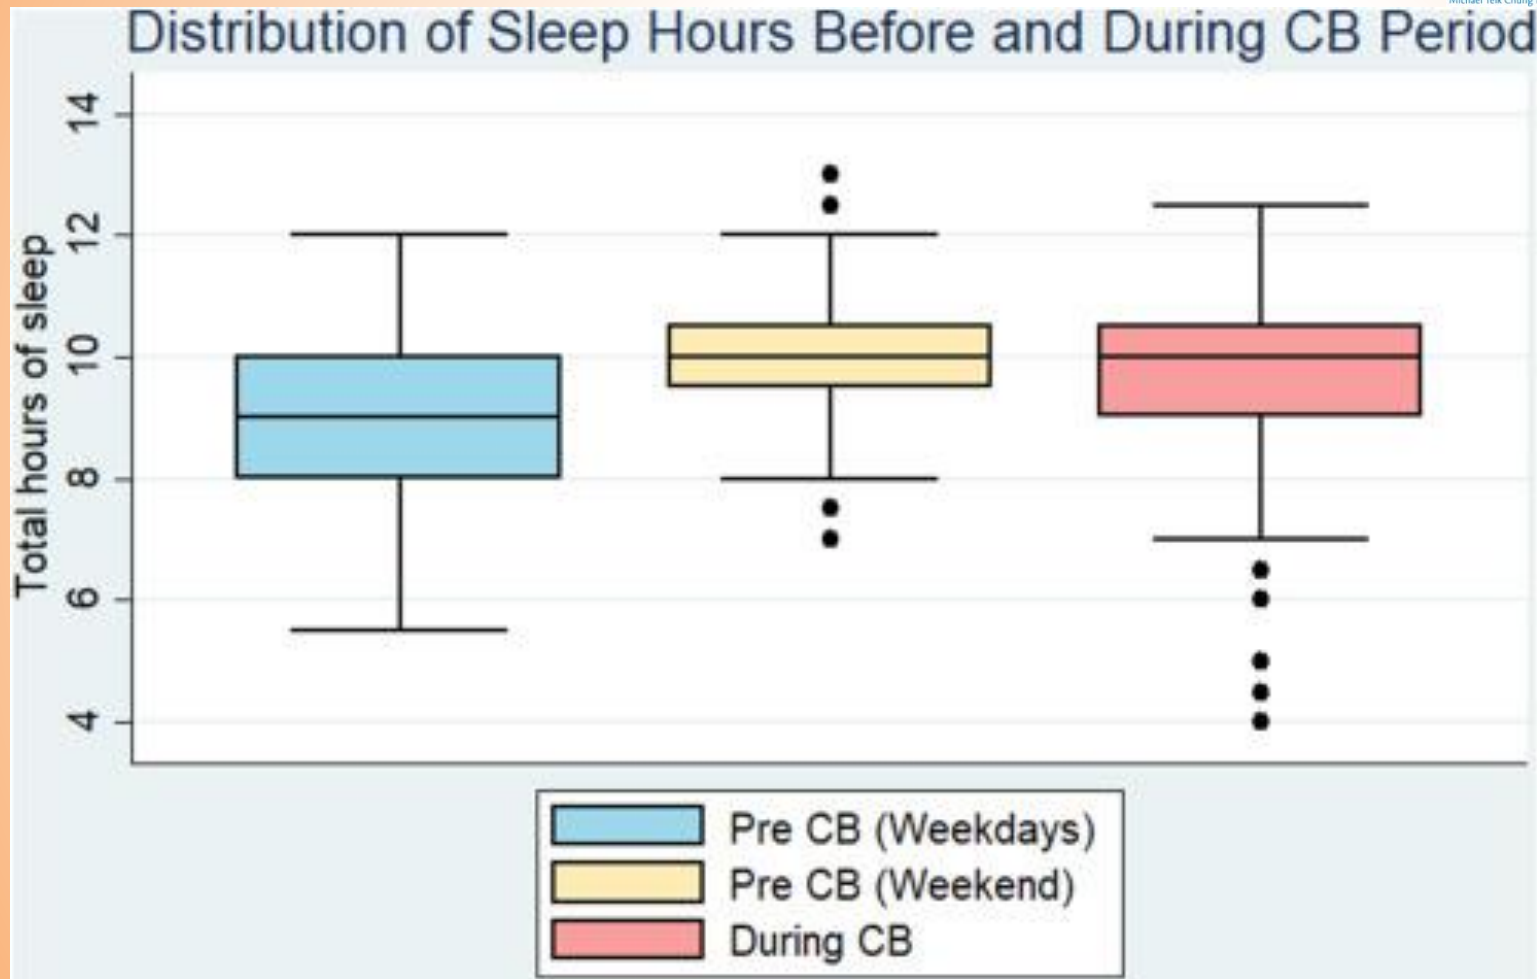 Distribution of Sleep Hours Before and During CB Period
Total hours of sleep
14
12
10
8
6
4
Pre CB (Weekdays)
Pre CB (Weekend)
During CB